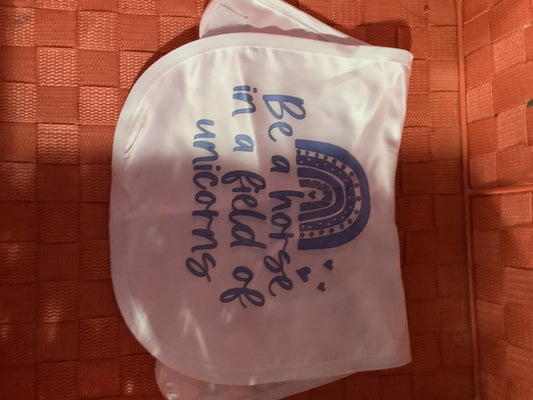 Be a horse
in a field of
unicorns